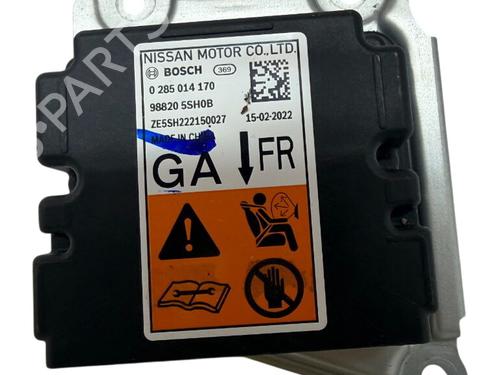 NISSAN MOTOR CO.,LTD.
BOSCH 369
0 285 014 170
98820 5SH0B
ZE5SH222150027 15-02-2022
MADE IN CHINA
GA FR